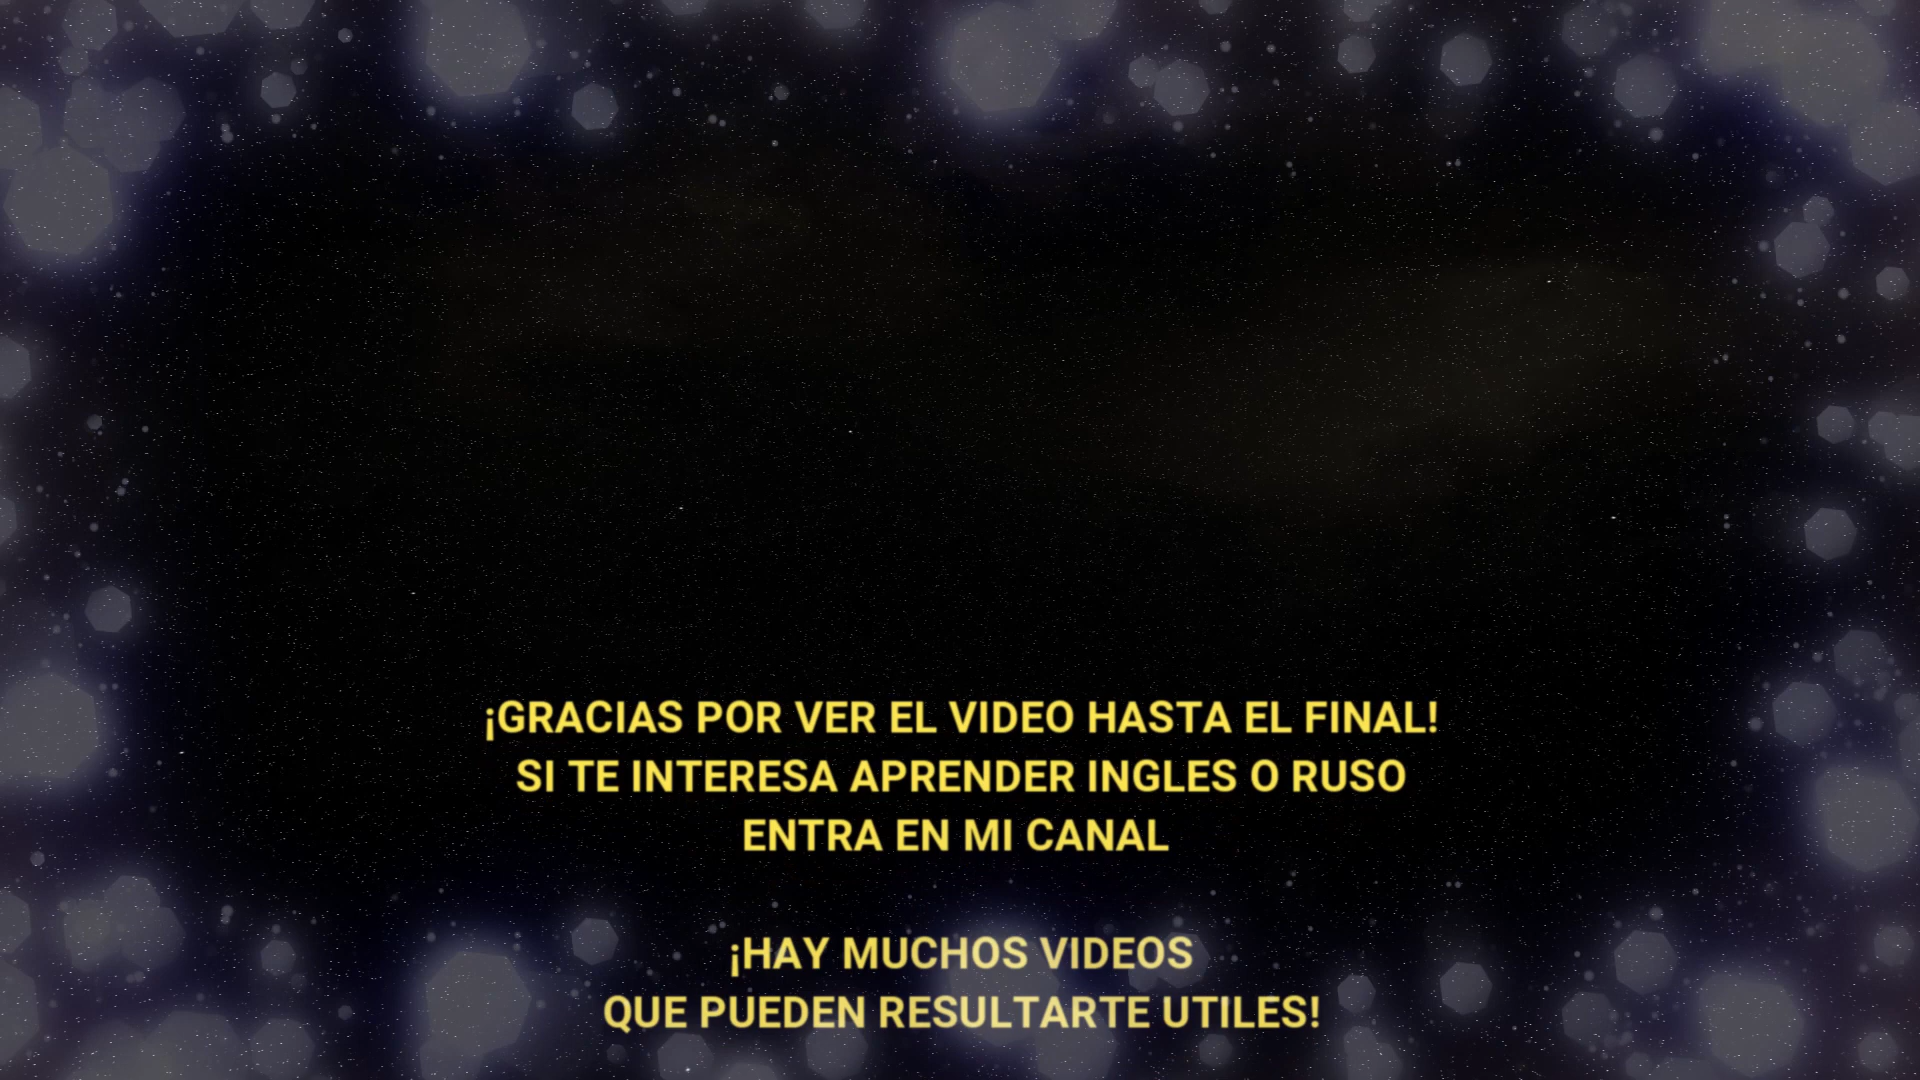 ¡GRACIAS POR VER EL VIDEO HASTA EL FINAL!
SI TE INTERESA APRENDER INGLES O RUSO
ENTRA EN MI CANAL
¡HAY MUCHOS VIDEOS
QUE PUEDEN RESULTARTE UTILES!